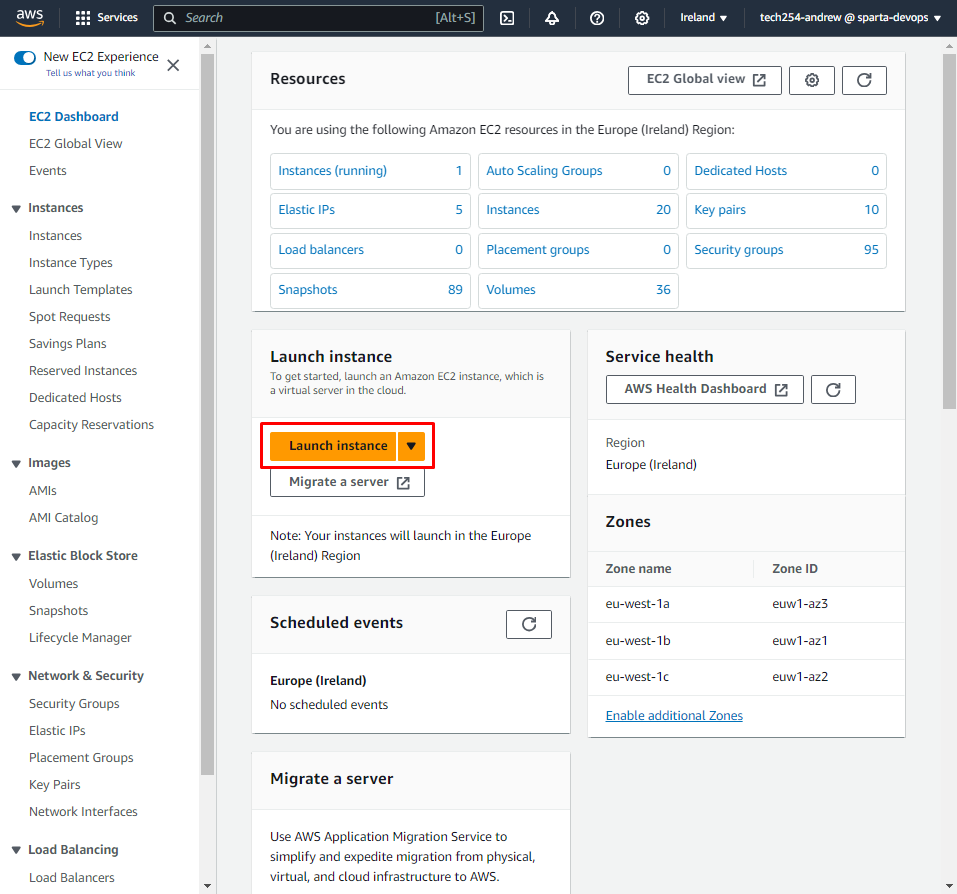 aws
Services
Search
[Alt+S]
Ireland
tech254-andrew @ sparta-devops
New EC2 Experience
Tell us what you think
EC2 Dashboard
EC2 Global View
Events
Instances
Instances
Instance Types
Launch Templates
Spot Requests
Savings Plans
Reserved Instances
Dedicated Hosts
Capacity Reservations
Images
AMIs
AMI Catalog
Elastic Block Store
Volumes
Snapshots
Lifecycle Manager
Network & Security
Security Groups
Elastic IPs
Placement Groups
Key Pairs
Network Interfaces
Load Balancing
Load Balancers
Resources
EC2 Global view
You are using the following Amazon EC2 resources in the Europe (Ireland) Region:
Instances (running) 1
Auto Scaling Groups 0
Dedicated Hosts 0
Elastic IPs 5
Instances 20
Key pairs 10
Load balancers 0
Placement groups 0
Security groups 95
Snapshots 89
Volumes 36
Launch instance
To get started, launch an Amazon EC2 instance, which is
a virtual server in the cloud.
Launch instance
Migrate a server
Note: Your instances will launch in the Europe
(Ireland) Region
Scheduled events
Europe (Ireland)
No scheduled events
Migrate a server
Use AWS Application Migration Service to
simplify and expedite migration from physical,
virtual, and cloud infrastructure to AWS.
Service health
AWS Health Dashboard
Region
Europe (Ireland)
Zones
Zone name Zone ID
eu-west-1a euw1-az3
eu-west-1b euw1-az1
eu-west-1c euw1-az2
Enable additional Zones